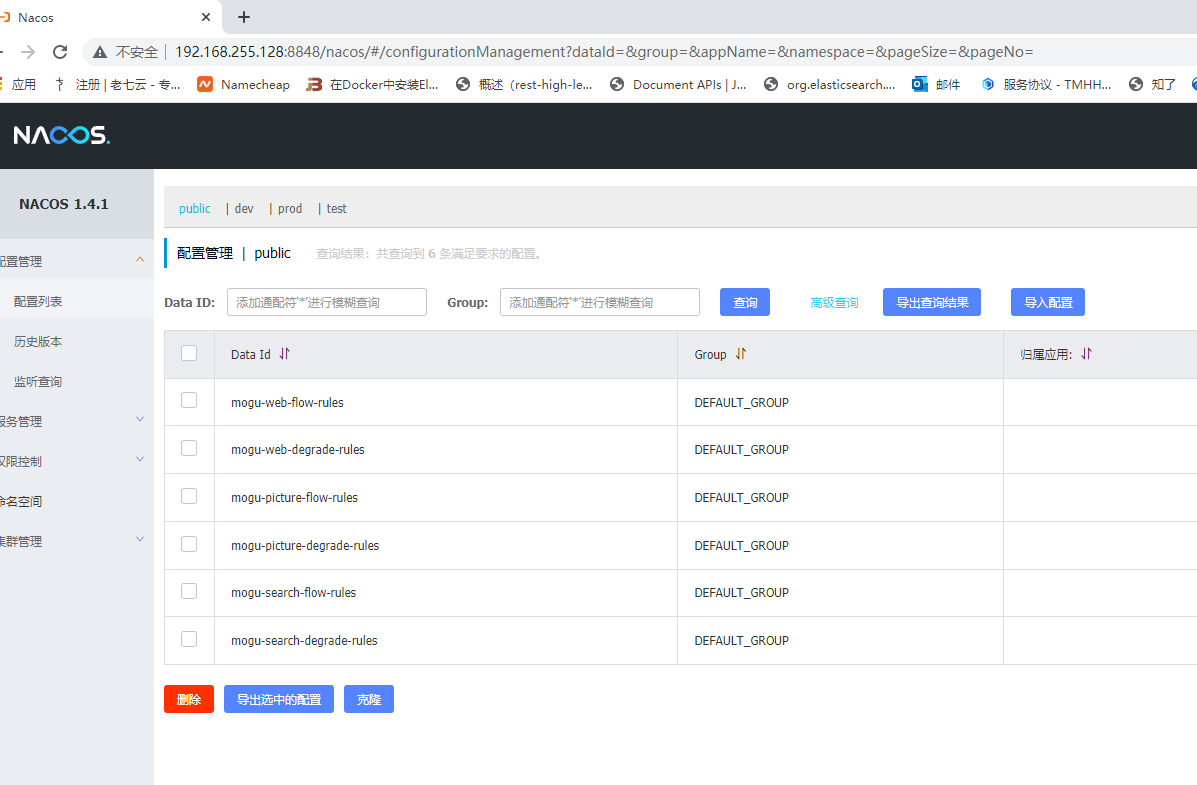 Nacos
不安全 192.168.255.128:8848/nacos/#/configurationManagement?dataId=&group=&appName=&namespace=&pageSize=&pageNo=
应用 注册 | 老七云 - 专... Namecheap 在Docker中安装El... 概述（rest-high-le... Document APIs | J... org.elasticsearch.... 邮件 服务协议 - TMHH... 知了
NACOS.
NACOS 1.4.1
配置管理
配置列表
历史版本
监听查询
服务管理
权限控制
命名空间
集群管理
public | dev | prod | test
配置管理 | public 查询结果：共查询到 6 条满足要求的配置。
Data ID: 添加通配符'*'进行模糊查询 Group: 添加通配符'*'进行模糊查询 查询 高级查询 导出查询结果 导入配置
Data Id Group 归属应用:
mogu-web-flow-rules DEFAULT_GROUP
mogu-web-degrade-rules DEFAULT_GROUP
mogu-picture-flow-rules DEFAULT_GROUP
mogu-picture-degrade-rules DEFAULT_GROUP
mogu-search-flow-rules DEFAULT_GROUP
mogu-search-degrade-rules DEFAULT_GROUP
删除 导出选中的配置 克隆